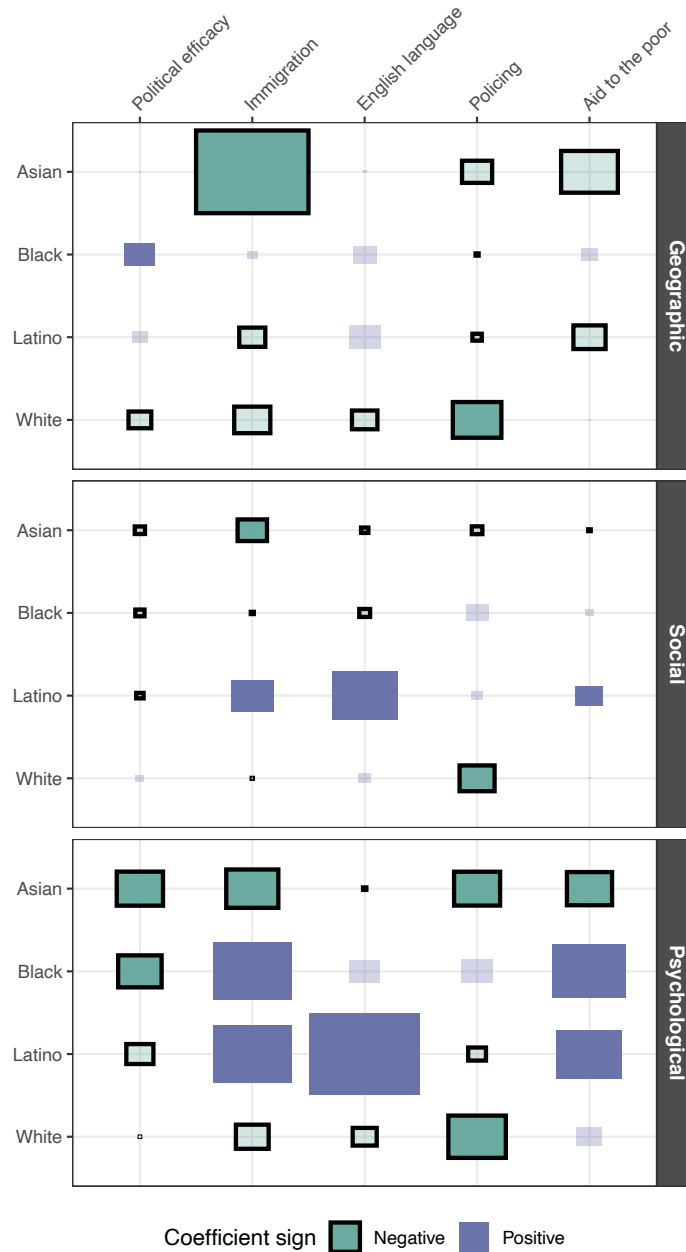 Political efficacy
Immigration
English language
Policing
Aid to the poor
Asian
Black
Latino
White
Geographic
Asian
Black
Latino
White
Social
Asian
Black
Latino
White
Psychological
Coefficient sign Negative Positive